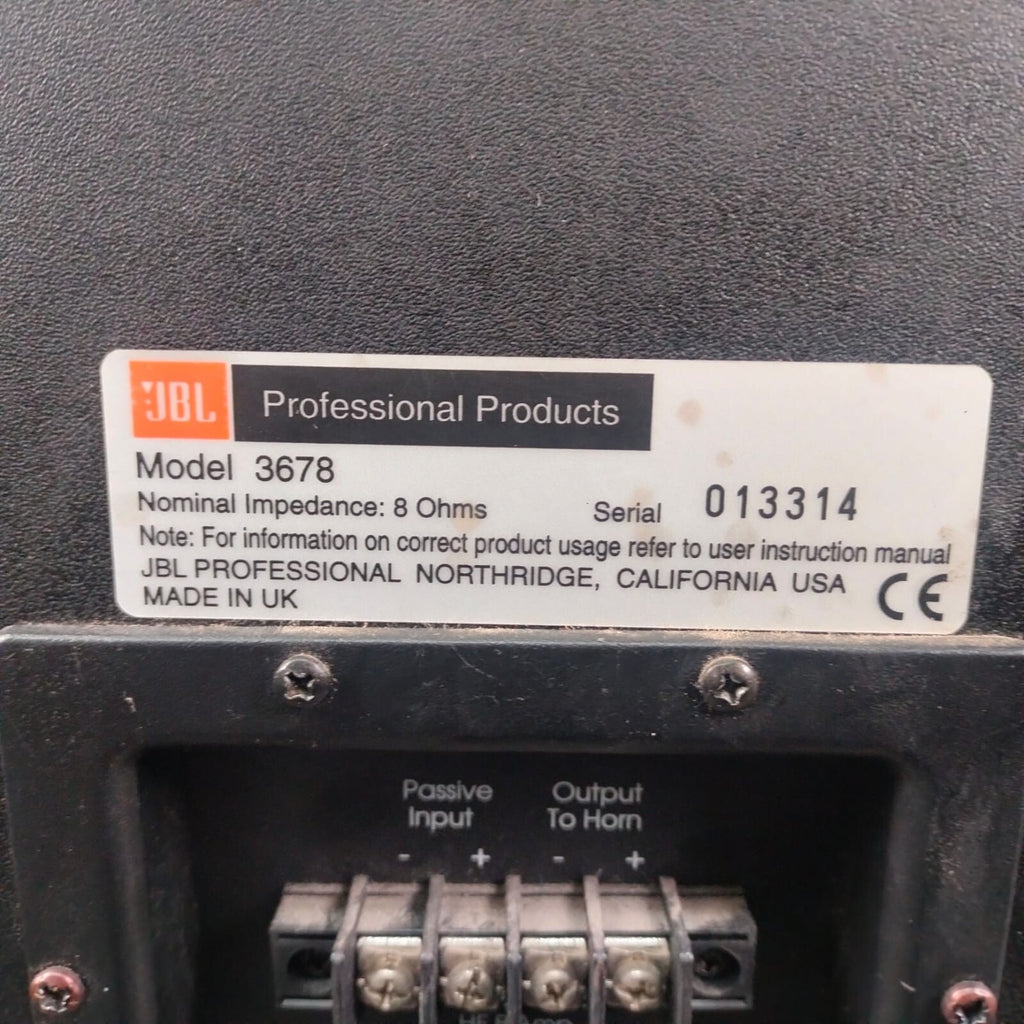 JBL Professional Products
Model 3678
Nominal Impedance: 8 Ohms Serial 013314
Note: For information on correct product usage refer to user instruction manual
JBL PROFESSIONAL NORTHRIDGE, CALIFORNIA USA
MADE IN UK CE
Passive Output
Input To Horn
- + - +